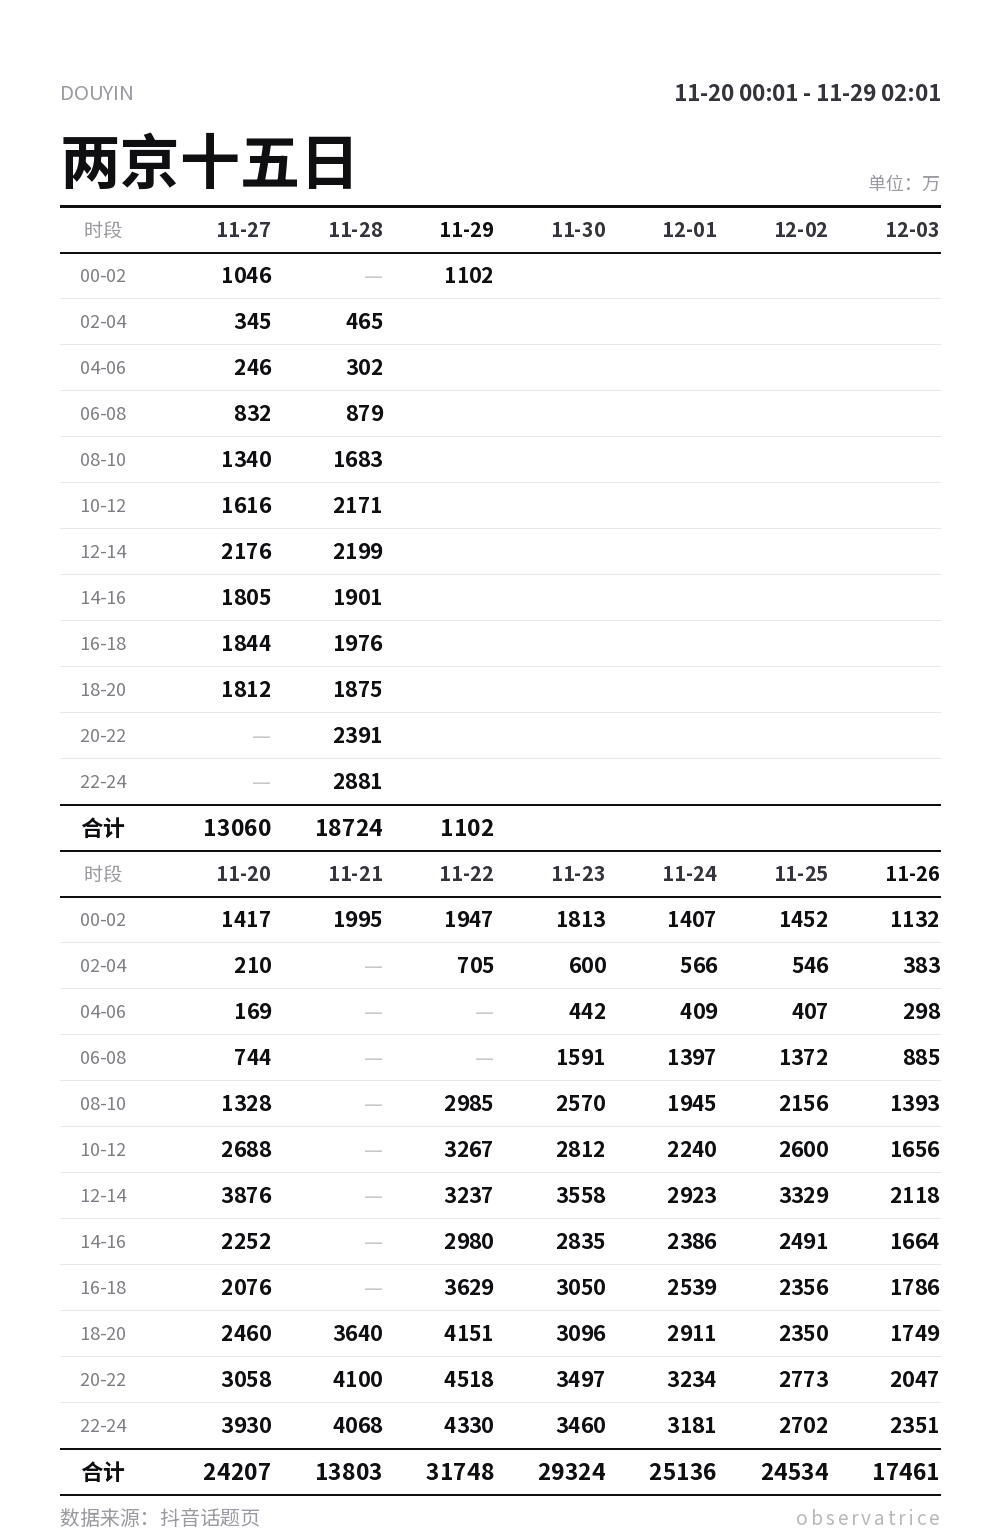 DOUYIN 11-20 00:01 - 11-29 02:01
两京十五日 单位：万
时段 11-27 11-28 11-29 11-30 12-01 12-02 12-03
00-02 1046 — 1102
02-04 345 465
04-06 246 302
06-08 832 879
08-10 1340 1683
10-12 1616 2171
12-14 2176 2199
14-16 1805 1901
16-18 1844 1976
18-20 1812 1875
20-22 — 2391
22-24 — 2881
合计 13060 18724 1102
时段 11-20 11-21 11-22 11-23 11-24 11-25 11-26
00-02 1417 1995 1947 1813 1407 1452 1132
02-04 210 — 705 600 566 546 383
04-06 169 — — 442 409 407 298
06-08 744 — — 1591 1397 1372 885
08-10 1328 — 2985 2570 1945 2156 1393
10-12 2688 — 3267 2812 2240 2600 1656
12-14 3876 — 3237 3558 2923 3329 2118
14-16 2252 — 2980 2835 2386 2491 1664
16-18 2076 — 3629 3050 2539 2356 1786
18-20 2460 3640 4151 3096 2911 2350 1749
20-22 3058 4100 4518 3497 3234 2773 2047
22-24 3930 4068 4330 3460 3181 2702 2351
合计 24207 13803 31748 29324 25136 24534 17461
数据来源：抖音话题页 observatrice